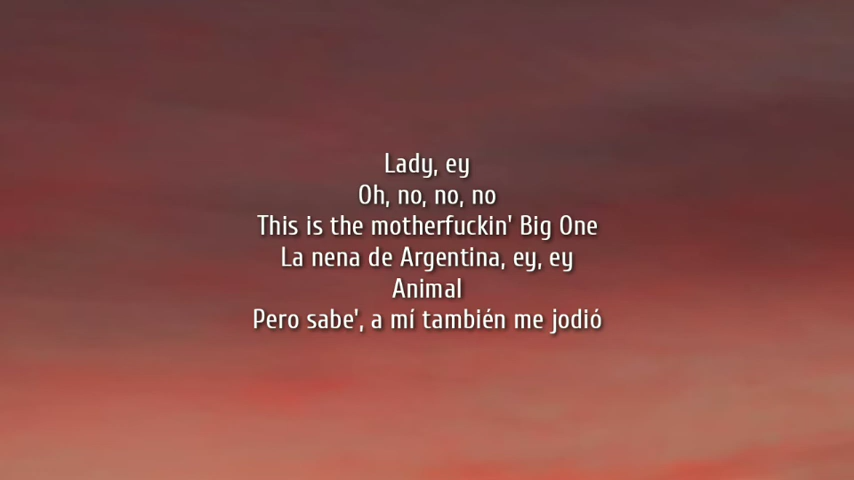 Lady, ey
Oh, no, no, no
This is the motherfuckin' Big One
La nena de Argentina, ey, ey
Animal
Pero sabe', a mí también me jodió